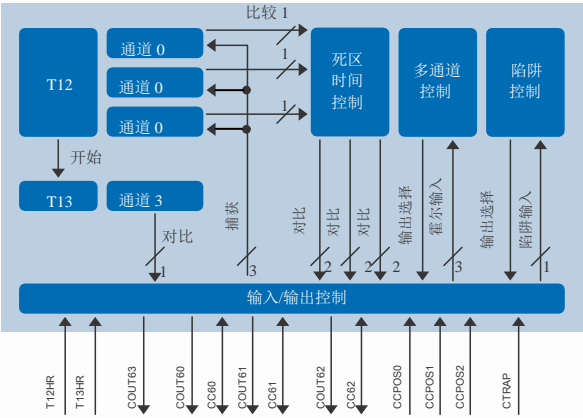 比较 1
通道 0
1
T12
通道 0
1
通道 0
1
死区
时间
控制
多通道
控制
陷阱
控制
开始
T13
通道 3
对比
1
捕获
3
对比
2
对比
2
对比
2
输出选择
霍尔输入
3
输出选择
陷阱输入
1
输入/输出控制
T12HR
T13HR
COUT63
COUT60
CC60
COUT61
CC61
COUT62
CC62
CCPOS0
CCPOS1
CCPOS2
CTRAP